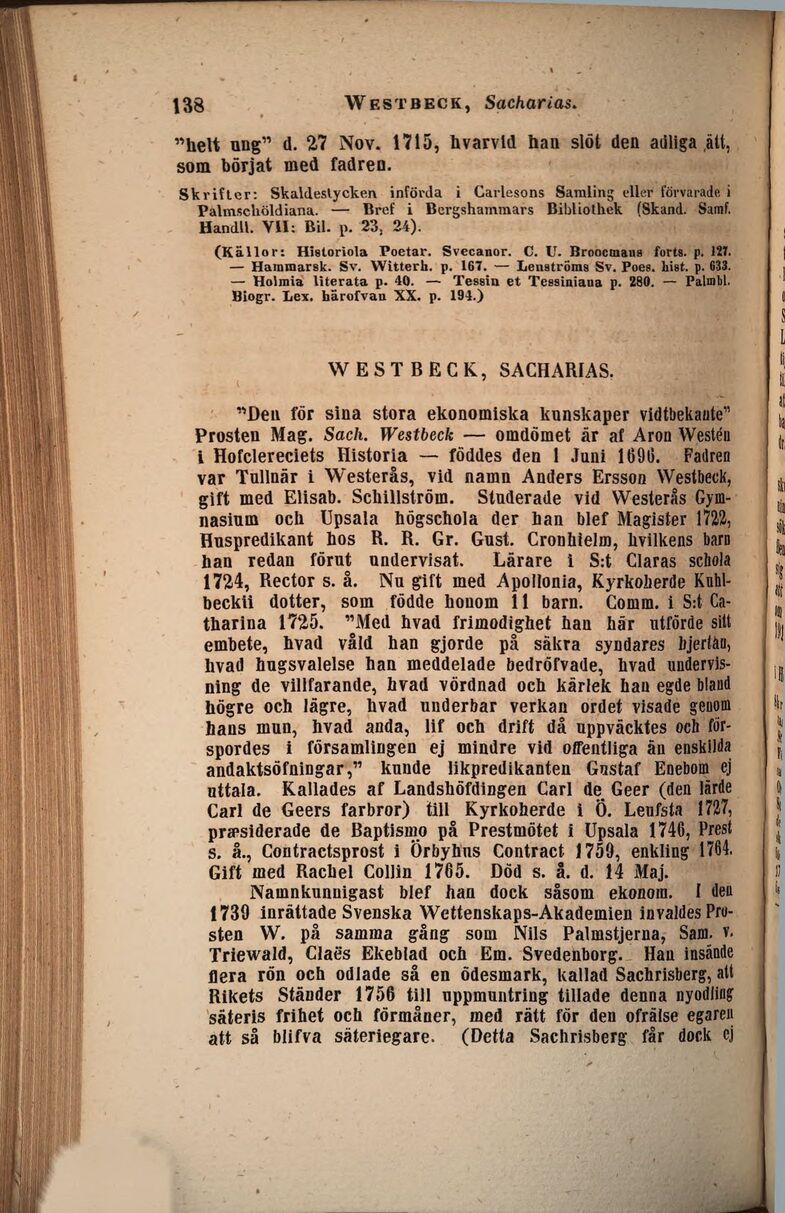 138 WESTBECK, Sacharias.
"helt ung" d. 27 Nov. 1715, hvarvid han slöt den adliga ätt,
som börjat med fadren.
Skrifter: Skaldestycken införda i Carlesons Samling eller förvarade i
Palmschöldiana. — Bref i Bergshammars Bibliothek (Skand. Samf.
Handll. VII: Bil. p. 23, 24).
(Källor: Historiola Poetar. Svecanor. C. U. Broocmans forts. p. 127.
— Hammarsk. Sv. Witterh. p. 167. — Lenströms Sv. Poes. hist. p. 633.
— Holmia literata p. 40. — Tessin et Tessiniana p. 280. — Palmbl.
Biogr. Lex. härofvan XX. p. 194.)
WESTBECK, SACHARIAS.
"Den för sina stora ekonomiska kunskaper vidtbekante"
Prosten Mag. Sach. Westbeck — omdömet är af Aron Westén
i Hofclereciets Historia — föddes den 1 Juni 1696. Fadren
var Tullnär i Westerås, vid namn Anders Ersson Westbeck,
gift med Elisab. Schillström. Studerade vid Westerås Gym-
nasium och Upsala högschola der han blef Magister 1722,
Huspredikant hos R. R. Gr. Gust. Cronhielm, hvilkens barn
han redan förut undervisat. Lärare i S:t Claras schola
1724, Rector s. å. Nu gift med Apollonia, Kyrkoherde Kuhl-
beckii dotter, som födde honom 11 barn. Comm. i S:t Ca-
tharina 1725. "Med hvad frimodighet han här utförde sitt
embete, hvad våld han gjorde på säkra syndares hjertan,
hvad hugsvalelse han meddelade bedröfvade, hvad undervis-
ning de villfarande, hvad vördnad och kärlek han egde bland
högre och lägre, hvad underbar verkan ordet visade genom
hans mun, hvad anda, lif och drift då uppväcktes och för-
spordes i församlingen ej mindre vid offentliga än enskilda
andaktsöfningar," kunde likpredikanten Gustaf Enebom ej
uttala. Kallades af Landshöfdingen Carl de Geer (den lärde
Carl de Geers farbror) till Kyrkoherde i Ö. Leufsta 1727,
præsiderade de Baptismo på Prestmötet i Upsala 1746, Prest
s. å., Contractsprost i Örbyhus Contract 1759, enkling 1764.
Gift med Rachel Collin 1765. Död s. å. d. 14 Maj.
Namnkunnigast blef han dock såsom ekonom. I den
1739 inrättade Svenska Wettenskaps-Akademien invaldes Pro-
sten W. på samma gång som Nils Palmstjerna, Sam. v.
Triewald, Claës Ekeblad och Em. Svedenborg. Han insände
flera rön och odlade så en ödesmark, kallad Sachrisberg, att
Rikets Ständer 1756 till uppmuntring tillade denna nyodling
säteris frihet och förmåner, med rätt för den ofrälse egaren
att så blifva säteriegare. (Detta Sachrisberg får dock ej